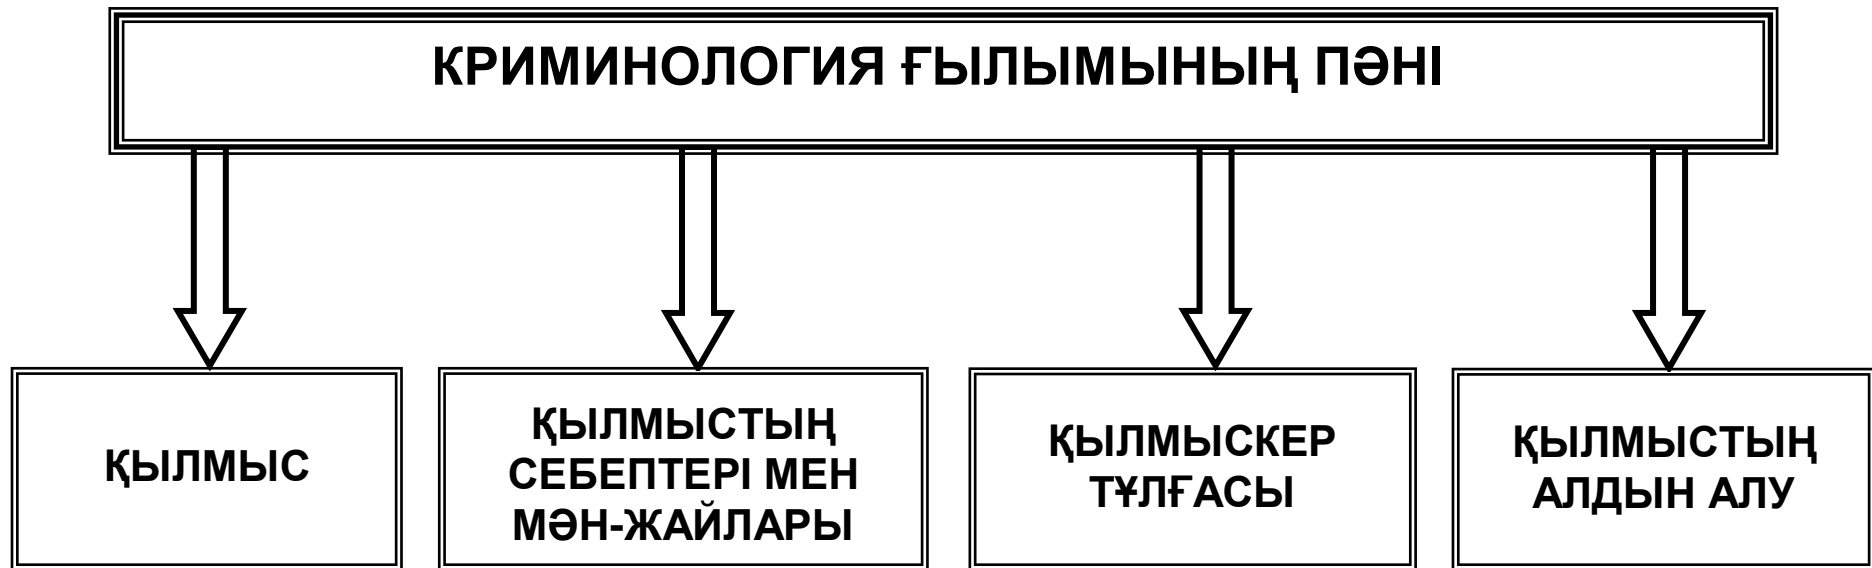 КРИМИНОЛОГИЯ ҒЫЛЫМЫНЫҢ ПӘНІ
ҚЫЛМЫС
ҚЫЛМЫСТЫҢ
СЕБЕПТЕРІ МЕН
МӘН-ЖАЙЛАРЫ
ҚЫЛМЫСКЕР
ТҰЛҒАСЫ
ҚЫЛМЫСТЫҢ
АЛДЫН АЛУ